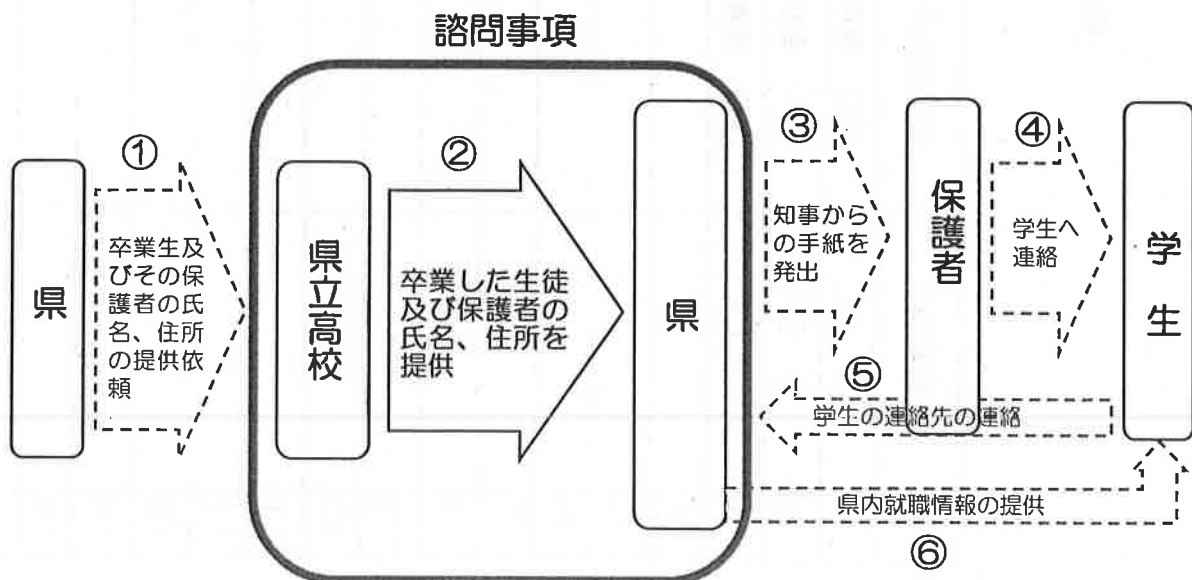 諮問事項
①
県
卒業生及
びその保
護者の氏
名、住所
の提供依
頼
県立高校
②
卒業した生徒
及び保護者の
氏名、住所を
提供
県
③
知事から
の手紙を
発出
保護者
④
学生へ
連絡
学生
⑤
学生の連絡先の連絡
県内就職情報の提供
⑥